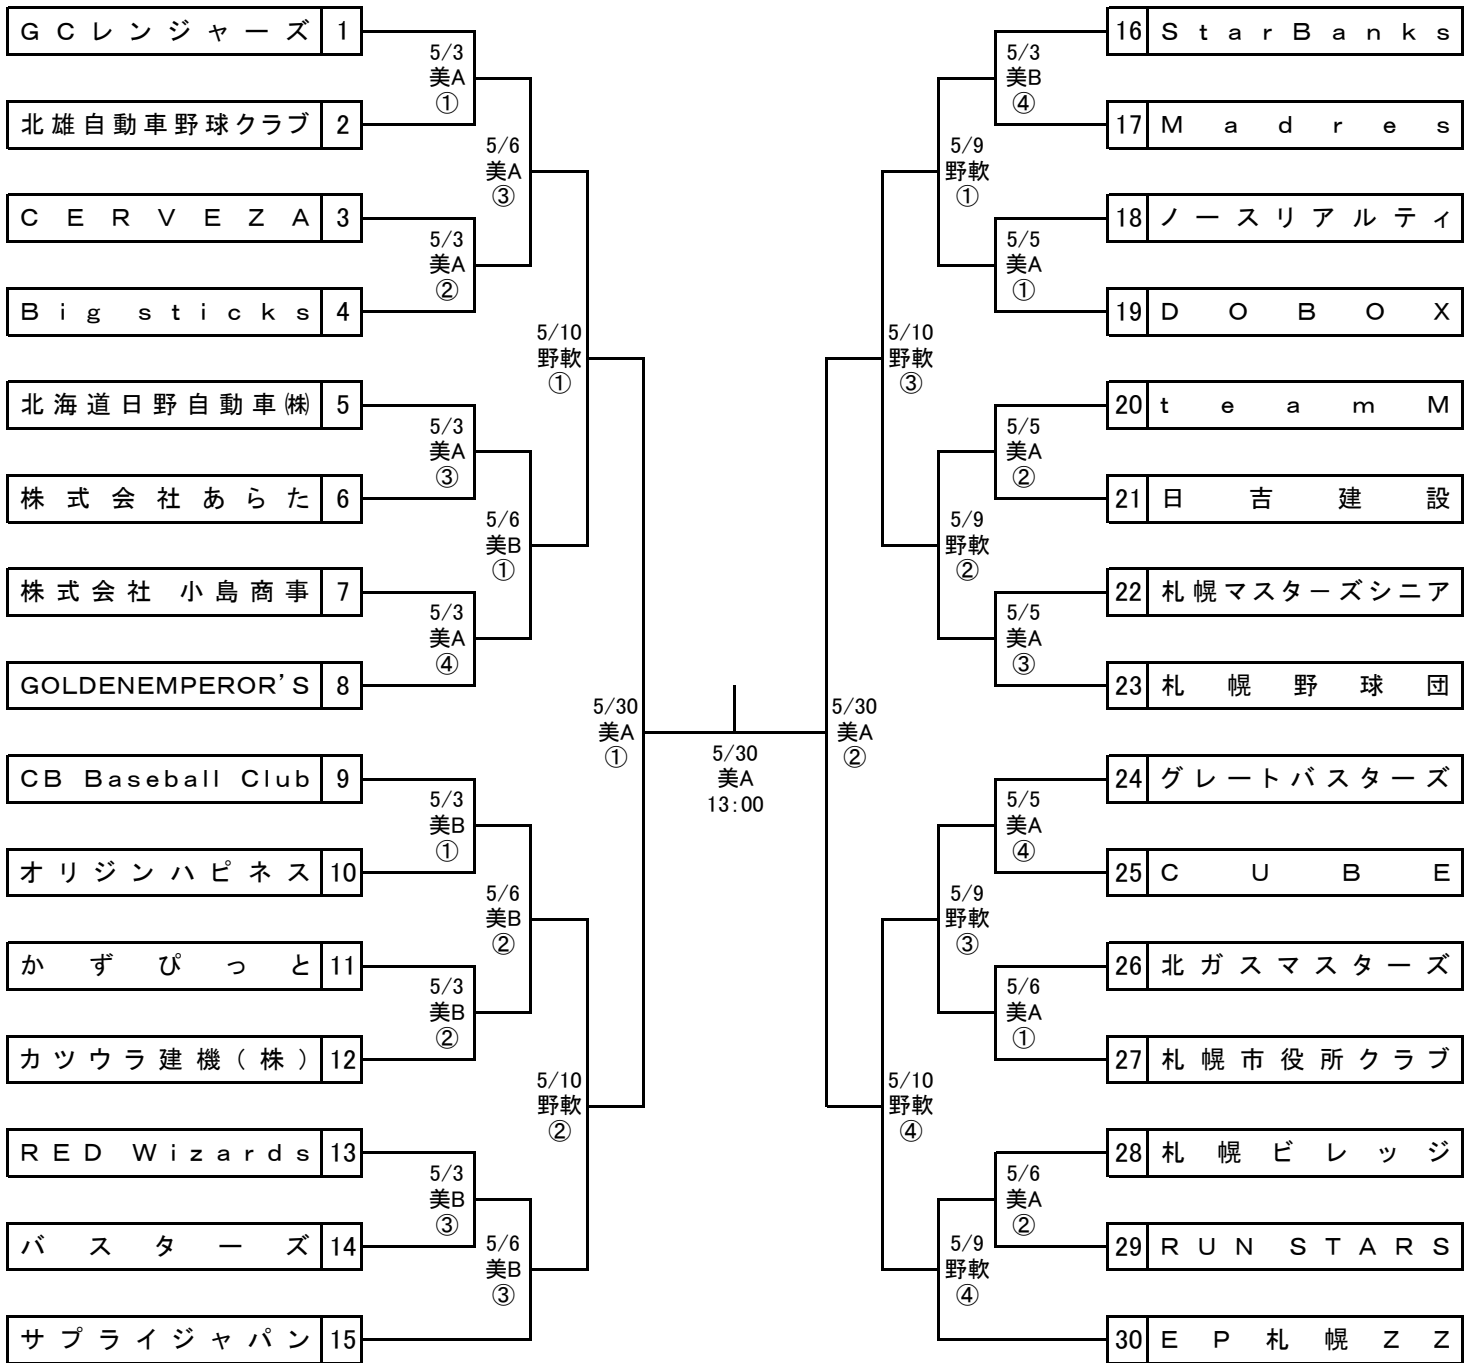 GCレンジャーズ 1
5/3
美A
①
北雄自動車野球クラブ 2
5/6
美A
③
CERVEZA 3
5/3
美A
②
Big sticks 4
5/10
野軟
①
北海道日野自動車㈱ 5
5/3
美A
③
株式会社あらた 6
5/6
美B
①
株式会社 小島商事 7
5/3
美A
④
GOLDENEMPEROR'S 8
5/30
美A
①
CB Baseball Club 9
5/3
美B
①
オリジンハピネス 10
5/6
美B
②
かずぴっと 11
5/3
美B
②
カツウラ建機(株) 12
5/10
野軟
②
RED Wizards 13
5/3
美B
③
バスターズ 14
5/6
美B
③
サプライジャパン 15
5/30
美A
13:00
16 StarBanks
5/3
美B
④
17 Madres
5/9
野軟
①
18 ノースリアルティ
5/5
美A
①
19 DOBOX
5/10
野軟
③
20 teamM
5/5
美A
②
21 日吉建設
5/9
野軟
②
22 札幌マスターズシニア
5/5
美A
③
23 札幌野球団
5/30
美A
②
24 グレートバスターズ
5/5
美A
④
25 CUBE
5/9
野軟
③
26 北ガスマスターズ
5/6
美A
①
27 札幌市役所クラブ
5/10
野軟
④
28 札幌ビレッジ
5/6
美A
②
29 RUN STARS
5/9
野軟
④
30 EP札幌ZZ